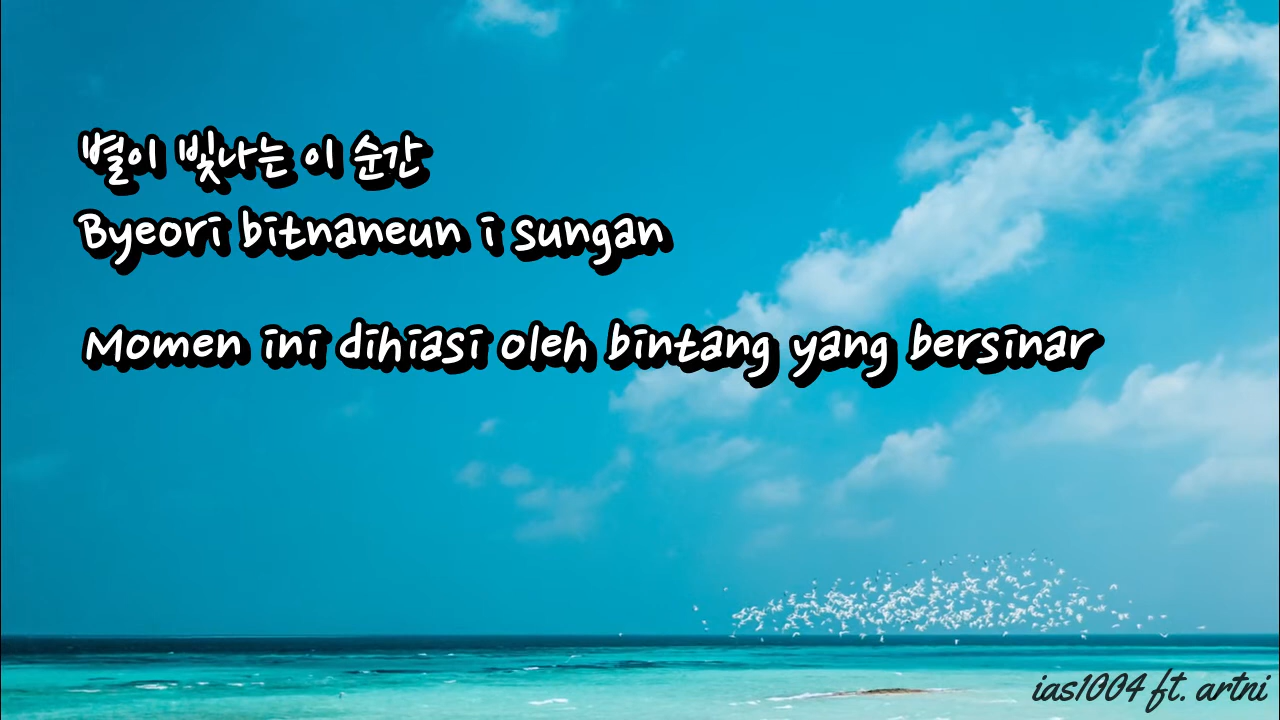 별이 빛나는 이 순간
Byeori bitnaneun i sungan
Momen ini dihiasi oleh bintang yang bersinar
ias1004 ft. artni